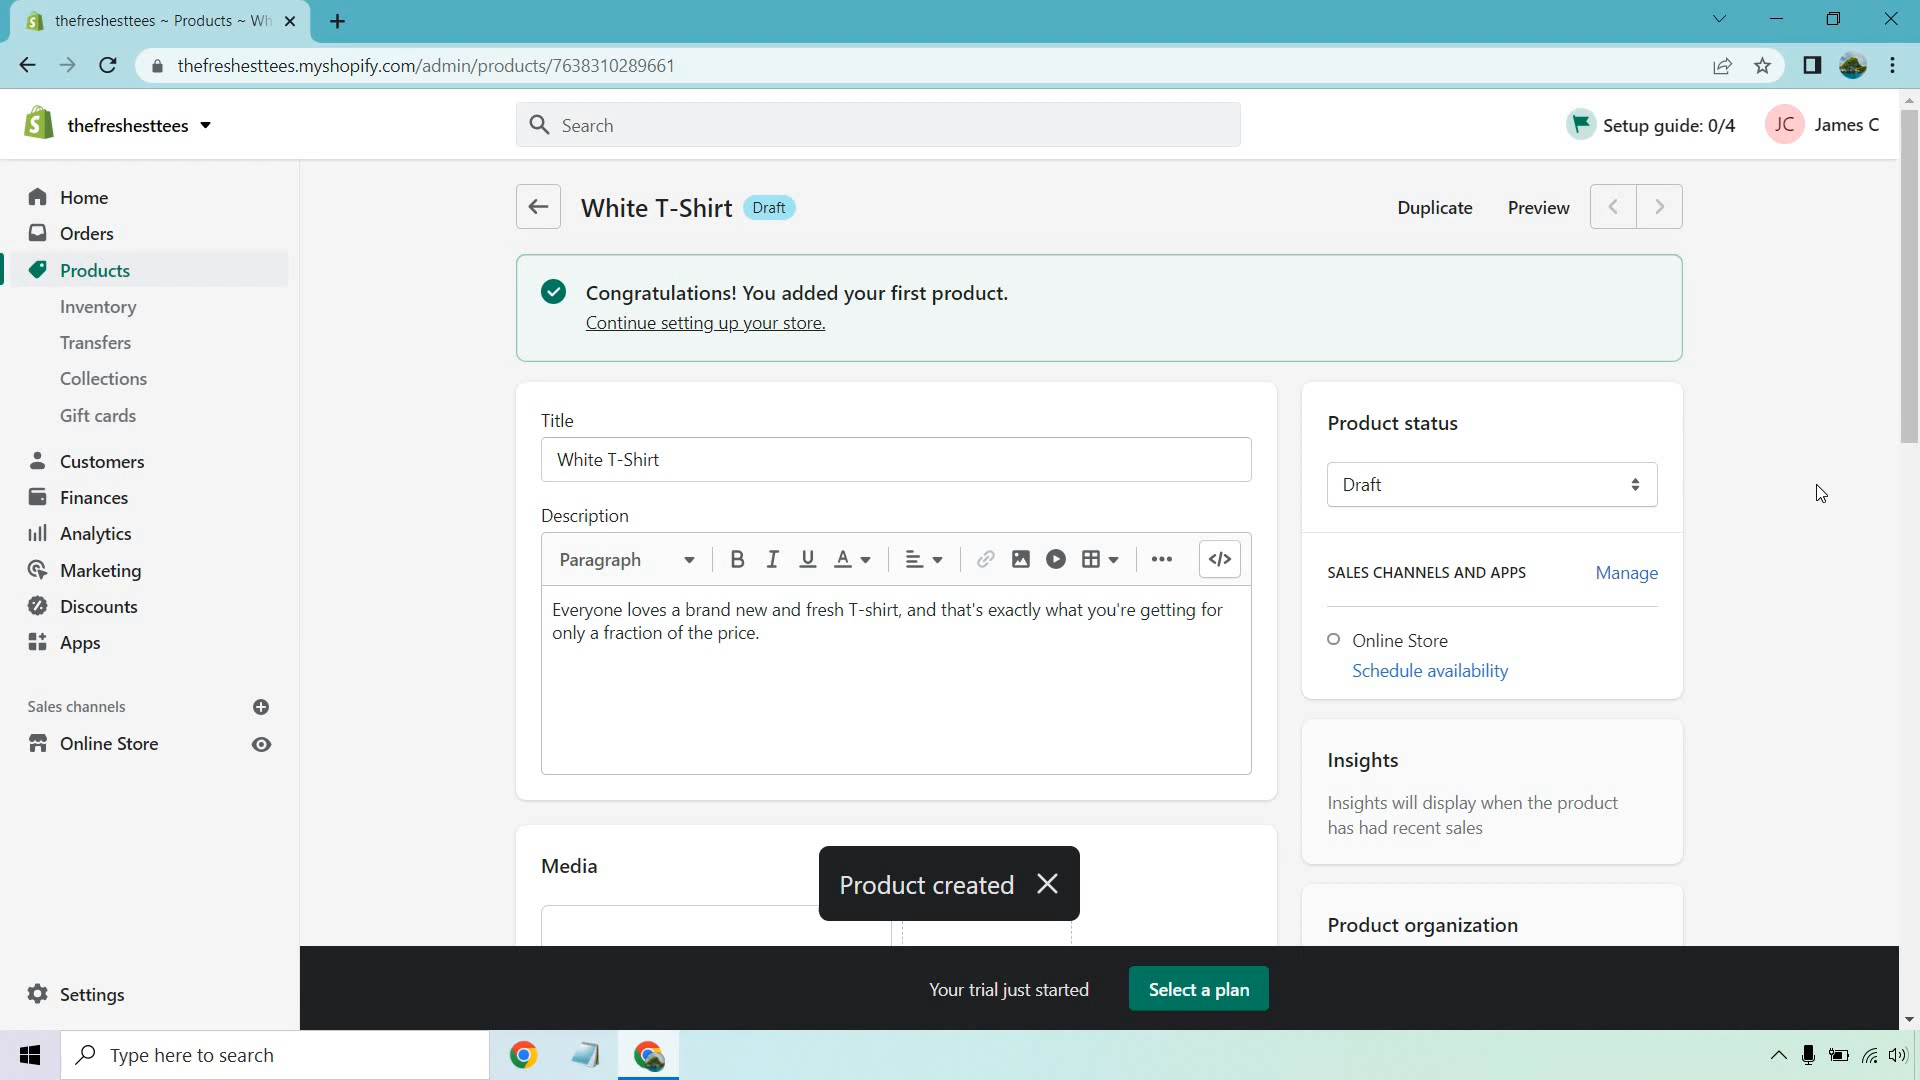 thefreshesttees ~ Products ~ Wh
thefreshesttees.myshopify.com/admin/products/7638310289661
thefreshesttees
Search
Setup guide: 0/4
JC
James C
Home
Orders
Products
Inventory
Transfers
Collections
Gift cards
Customers
Finances
Analytics
Marketing
Discounts
Apps
Sales channels
Online Store
Settings
White T-Shirt
Draft
Duplicate
Preview
Congratulations! You added your first product.
Continue setting up your store.
Title
White T-Shirt
Description
Paragraph
B I U A
</>
Everyone loves a brand new and fresh T-shirt, and that's exactly what you're getting for
only a fraction of the price.
Media
Product status
Draft
SALES CHANNELS AND APPS
Manage
Online Store
Schedule availability
Insights
Insights will display when the product
has had recent sales
Product organization
Product created
Your trial just started
Select a plan
Type here to search